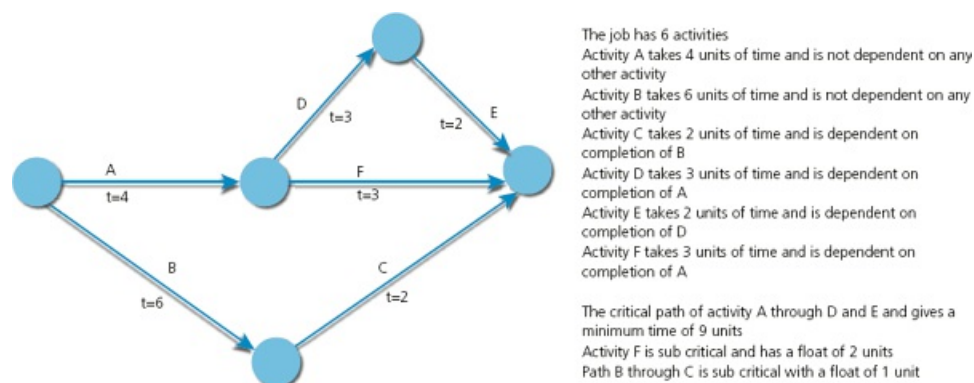 D
t=3
E
t=2
A
t=4
F
t=3
B
t=6
C
t=2
The job has 6 activities
Activity A takes 4 units of time and is not dependent on any
other activity
Activity B takes 6 units of time and is not dependent on any
other activity
Activity C takes 2 units of time and is dependent on
completion of B
Activity D takes 3 units of time and is dependent on
completion of A
Activity E takes 2 units of time and is dependent on
completion of D
Activity F takes 3 units of time and is dependent on
completion of A
The critical path of activity A through D and E and gives a
minimum time of 9 units
Activity F is sub critical and has a float of 2 units
Path B through C is sub critical with a float of 1 unit